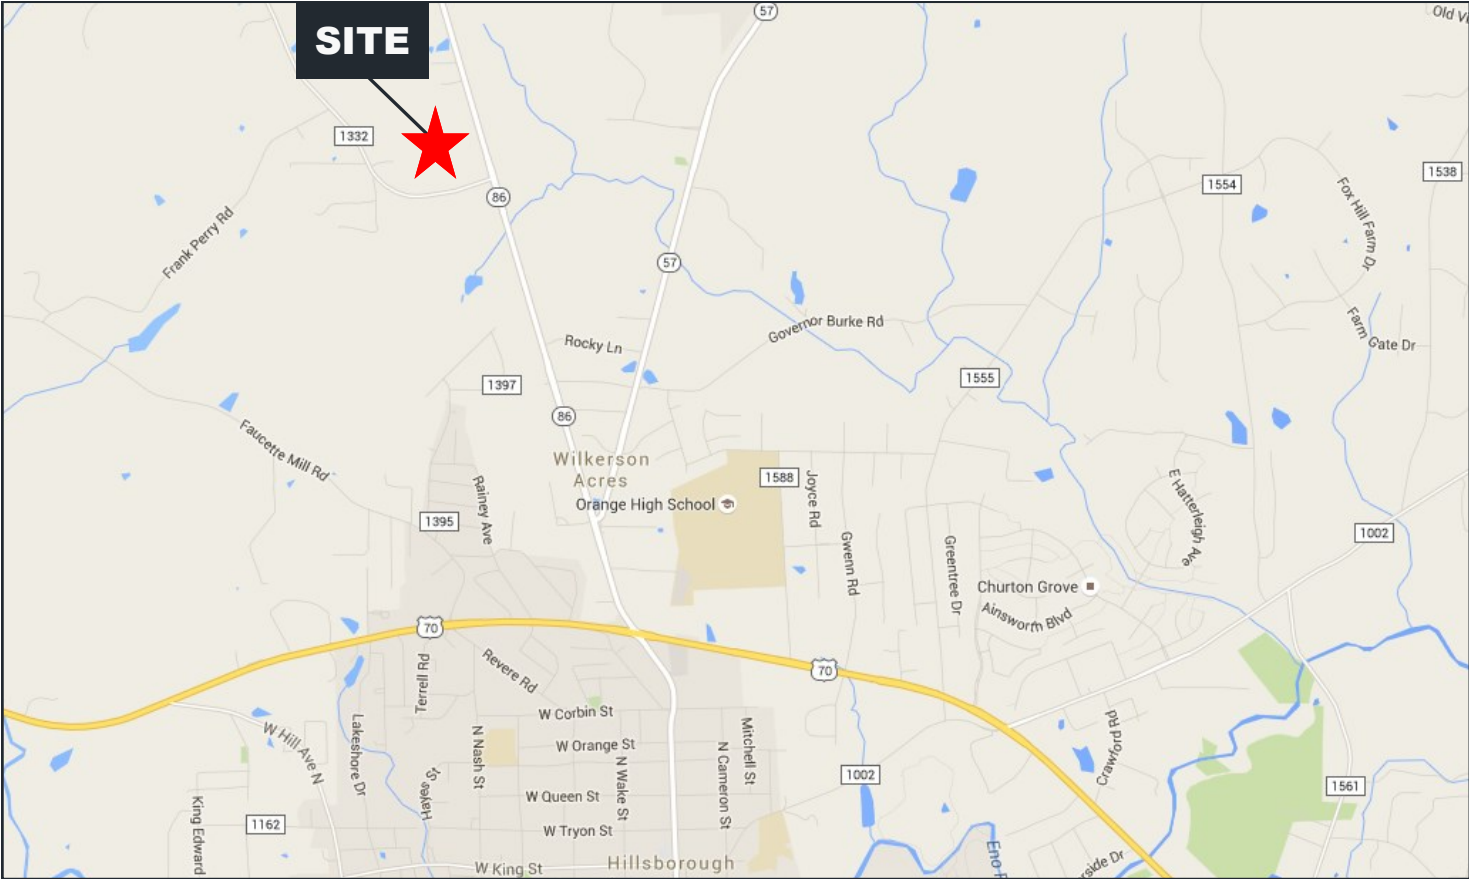 57
Old Vi
SITE
1332
1538
1554
86
Fox Hill Farm Dr
Frank Perry Rd
57
Governor Burke Rd
Rocky Ln
Farm Gate Dr
1555
1397
86
Faucette Mill Rd
Wilkerson
Acres
1588
Joyce Rd
E Hatterleigh Ave
Rainey Ave
Orange High School
1395
1002
Gwenn Rd
Greentree Dr
Churton Grove
Ainsworth Blvd
70
Revere Rd
Terrell Rd
70
W Corbin St
Crawford Rd
W Hill Ave N
Lakeshore Dr
N Nash St
W Orange St
Mitchell St
N Cameron St
N Wake St
1002
1561
Hayes St
W Queen St
King Edward
1162
W Tryon St
Hillsborough
W King St
Eno R
rside Dr